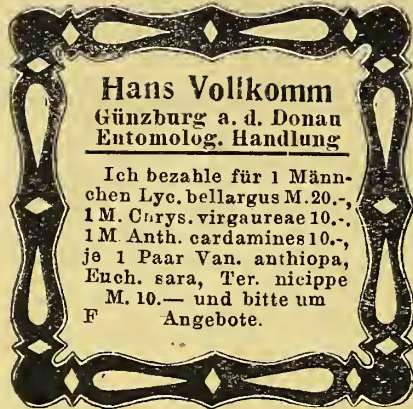 Hans Vollkomm
Günzburg a. d. Donau
Entomolog. Handlung
Ich bezahle für 1 Männ-
chen Lyc. bellargus M. 20.-,
1 M. Chrys. virgaureae 10.-,
1 M. Anth. cardamines 10.-,
je 1 Paar Van. anthiopa,
Euch. sara, Ter. nicippe
M. 10.— und bitte um
F Angebote.